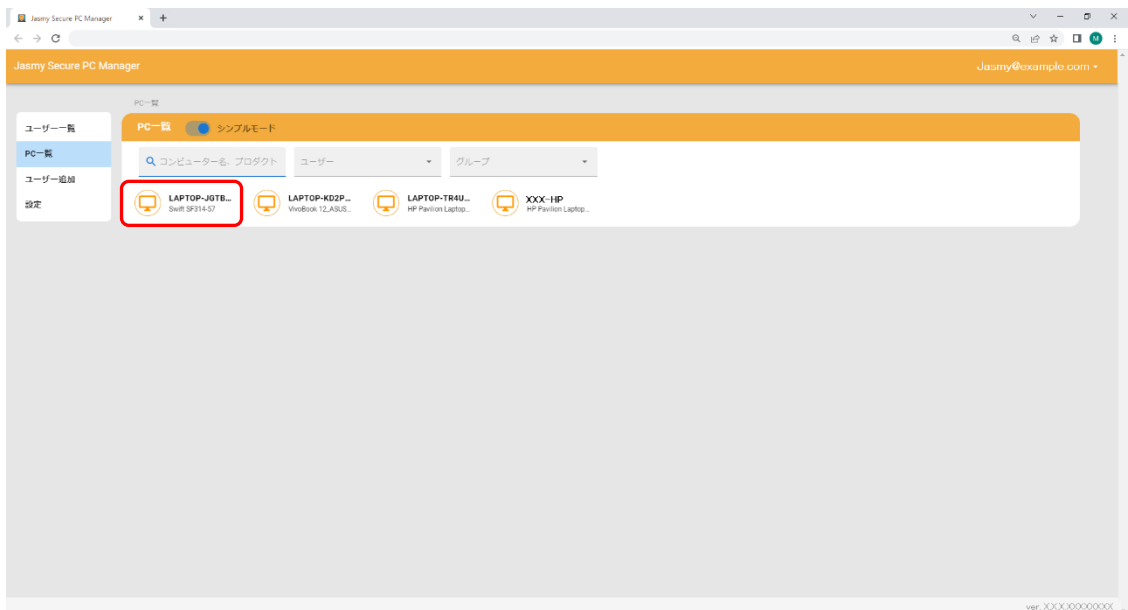 Jasmy Secure PC Manager
M
Jasmy Secure PC Manager
Jasmy@example.com
PC一覧
ユーザー一覧
PC一覧
ユーザー追加
設定
PC一覧 シンプルモード
コンピューター名、プロダクト
ユーザー
グループ
LAPTOP-JGTB...
Swift SF314-57
LAPTOP-KD2P...
VivoBook 12_ASUS...
LAPTOP-TR4U...
HP Pavilion Laptop...
XXX-HP
HP Pavilion Laptop...
ver. XX.X.XXXXXXXX